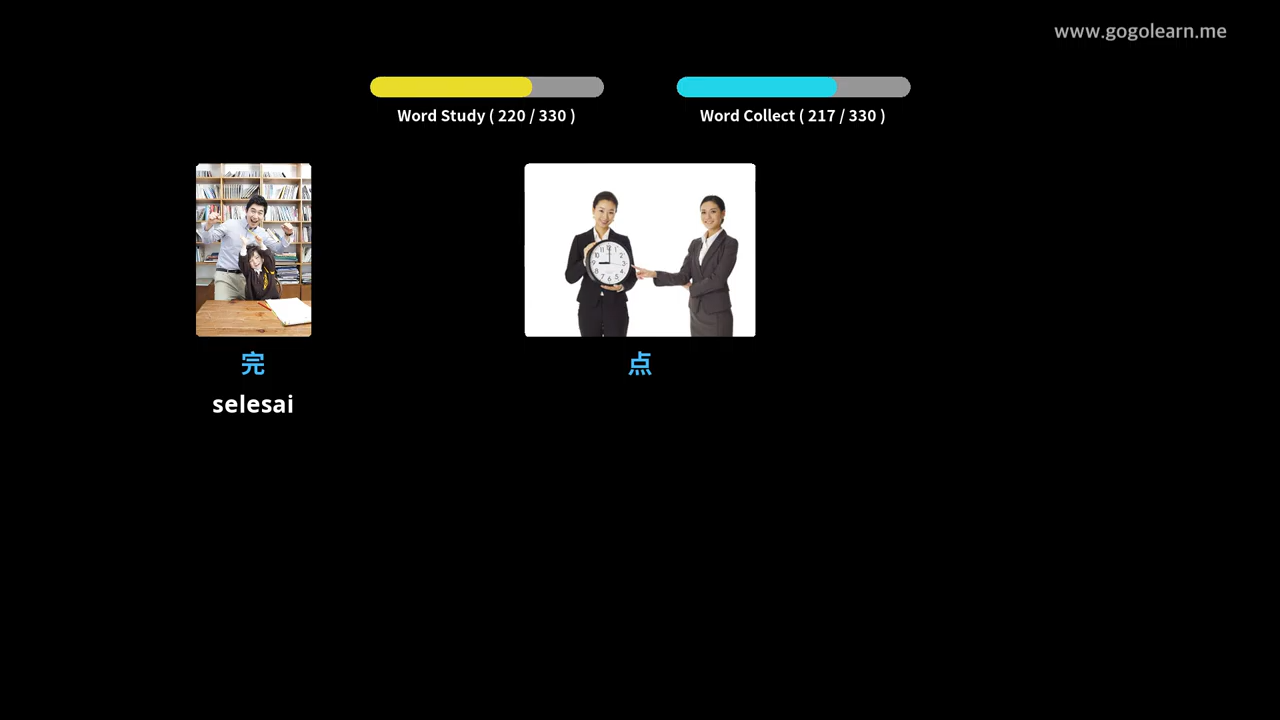 www.gogolearn.me
Word Study ( 220 / 330 )
Word Collect ( 217 / 330 )
完
点
selesai